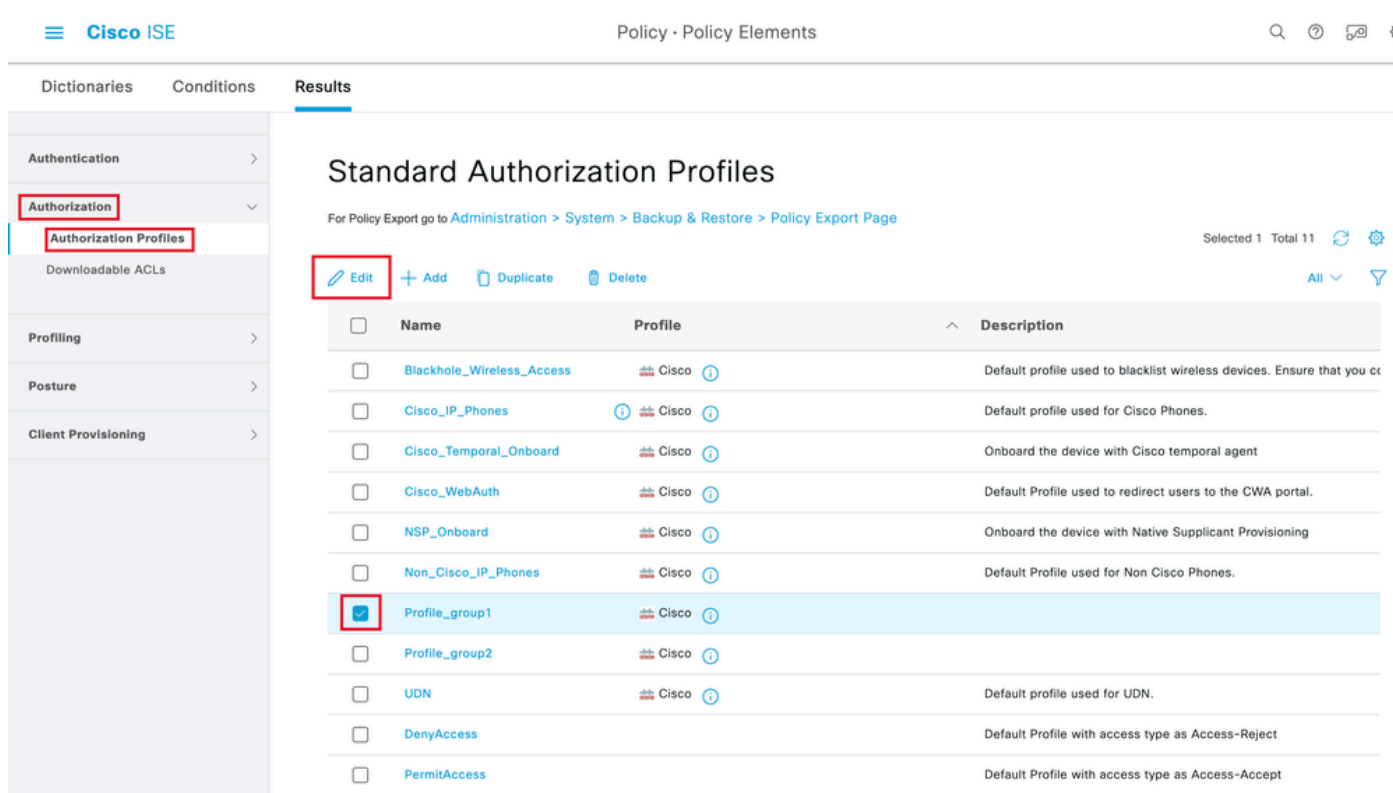 Cisco ISE
Policy · Policy Elements
Dictionaries Conditions Results
Authentication
Authorization
Authorization Profiles
Downloadable ACLs
Profiling
Posture
Client Provisioning
Standard Authorization Profiles
For Policy Export go to Administration > System > Backup & Restore > Policy Export Page
Selected 1 Total 11
Edit Add Duplicate Delete All
Name Profile Description
Blackhole_Wireless_Access Cisco Default profile used to blacklist wireless devices. Ensure that you co
Cisco_IP_Phones Cisco Default profile used for Cisco Phones.
Cisco_Temporal_Onboard Cisco Onboard the device with Cisco temporal agent
Cisco_WebAuth Cisco Default Profile used to redirect users to the CWA portal.
NSP_Onboard Cisco Onboard the device with Native Supplicant Provisioning
Non_Cisco_IP_Phones Cisco Default Profile used for Non Cisco Phones.
Profile_group1 Cisco
Profile_group2 Cisco
UDN Cisco Default profile used for UDN.
DenyAccess Default Profile with access type as Access-Reject
PermitAccess Default Profile with access type as Access-Accept